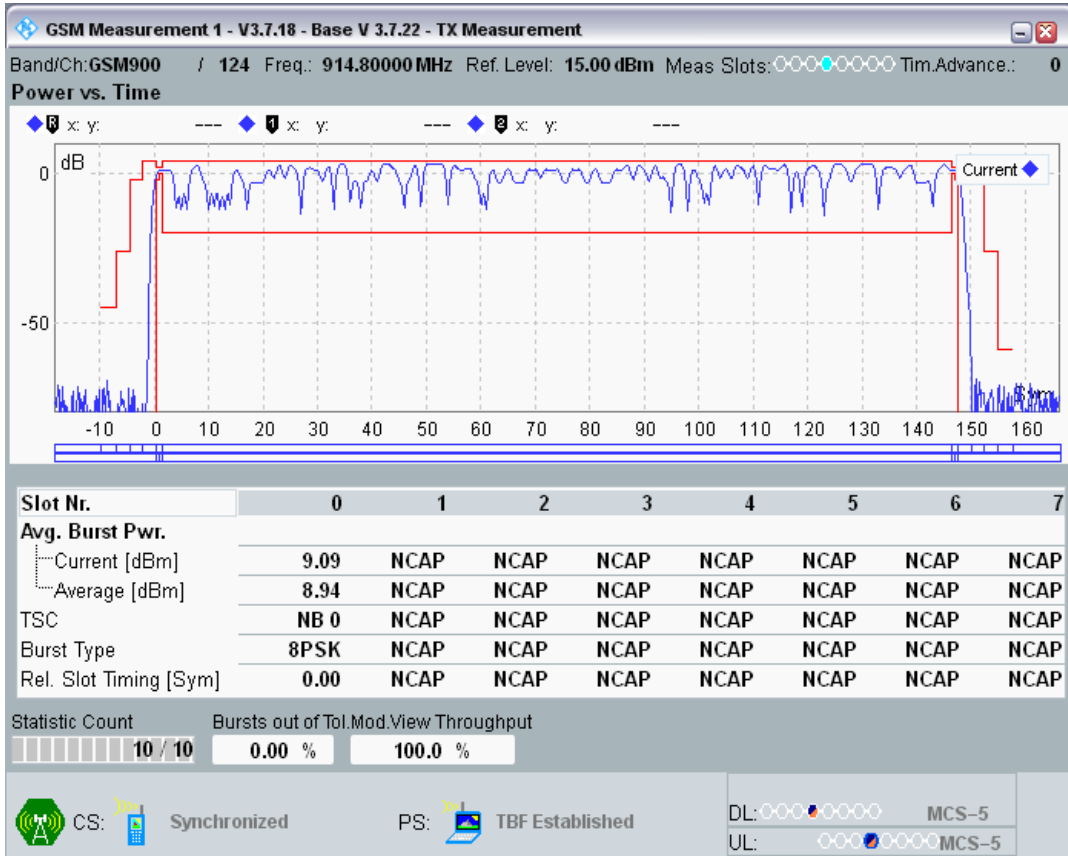 GSM Measurement 1 - V3.7.18 - Base V 3.7.22 - TX Measurement
Band/Ch:GSM900 / 124 Freq.: 914.80000 MHz Ref. Level: 15.00 dBm Meas Slots: Tim.Advance.: 0
Power vs. Time
R x: y: --- 1 x: y: --- 2 x: y: ---
dB
Current
0
-50
Sym
-10 0 10 20 30 40 50 60 70 80 90 100 110 120 130 140 150 160
Slot Nr. 0 1 2 3 4 5 6 7
Avg. Burst Pwr.
Current [dBm] 9.09 NCAP NCAP NCAP NCAP NCAP NCAP NCAP
Average [dBm] 8.94 NCAP NCAP NCAP NCAP NCAP NCAP NCAP
TSC NB 0 NCAP NCAP NCAP NCAP NCAP NCAP NCAP
Burst Type 8PSK NCAP NCAP NCAP NCAP NCAP NCAP NCAP
Rel. Slot Timing [Sym] 0.00 NCAP NCAP NCAP NCAP NCAP NCAP NCAP
Statistic Count Bursts out of Tol.Mod.View Throughput
10 / 10 0.00 % 100.0 %
CS: Synchronized PS: TBF Established
DL: MCS-5
UL: MCS-5